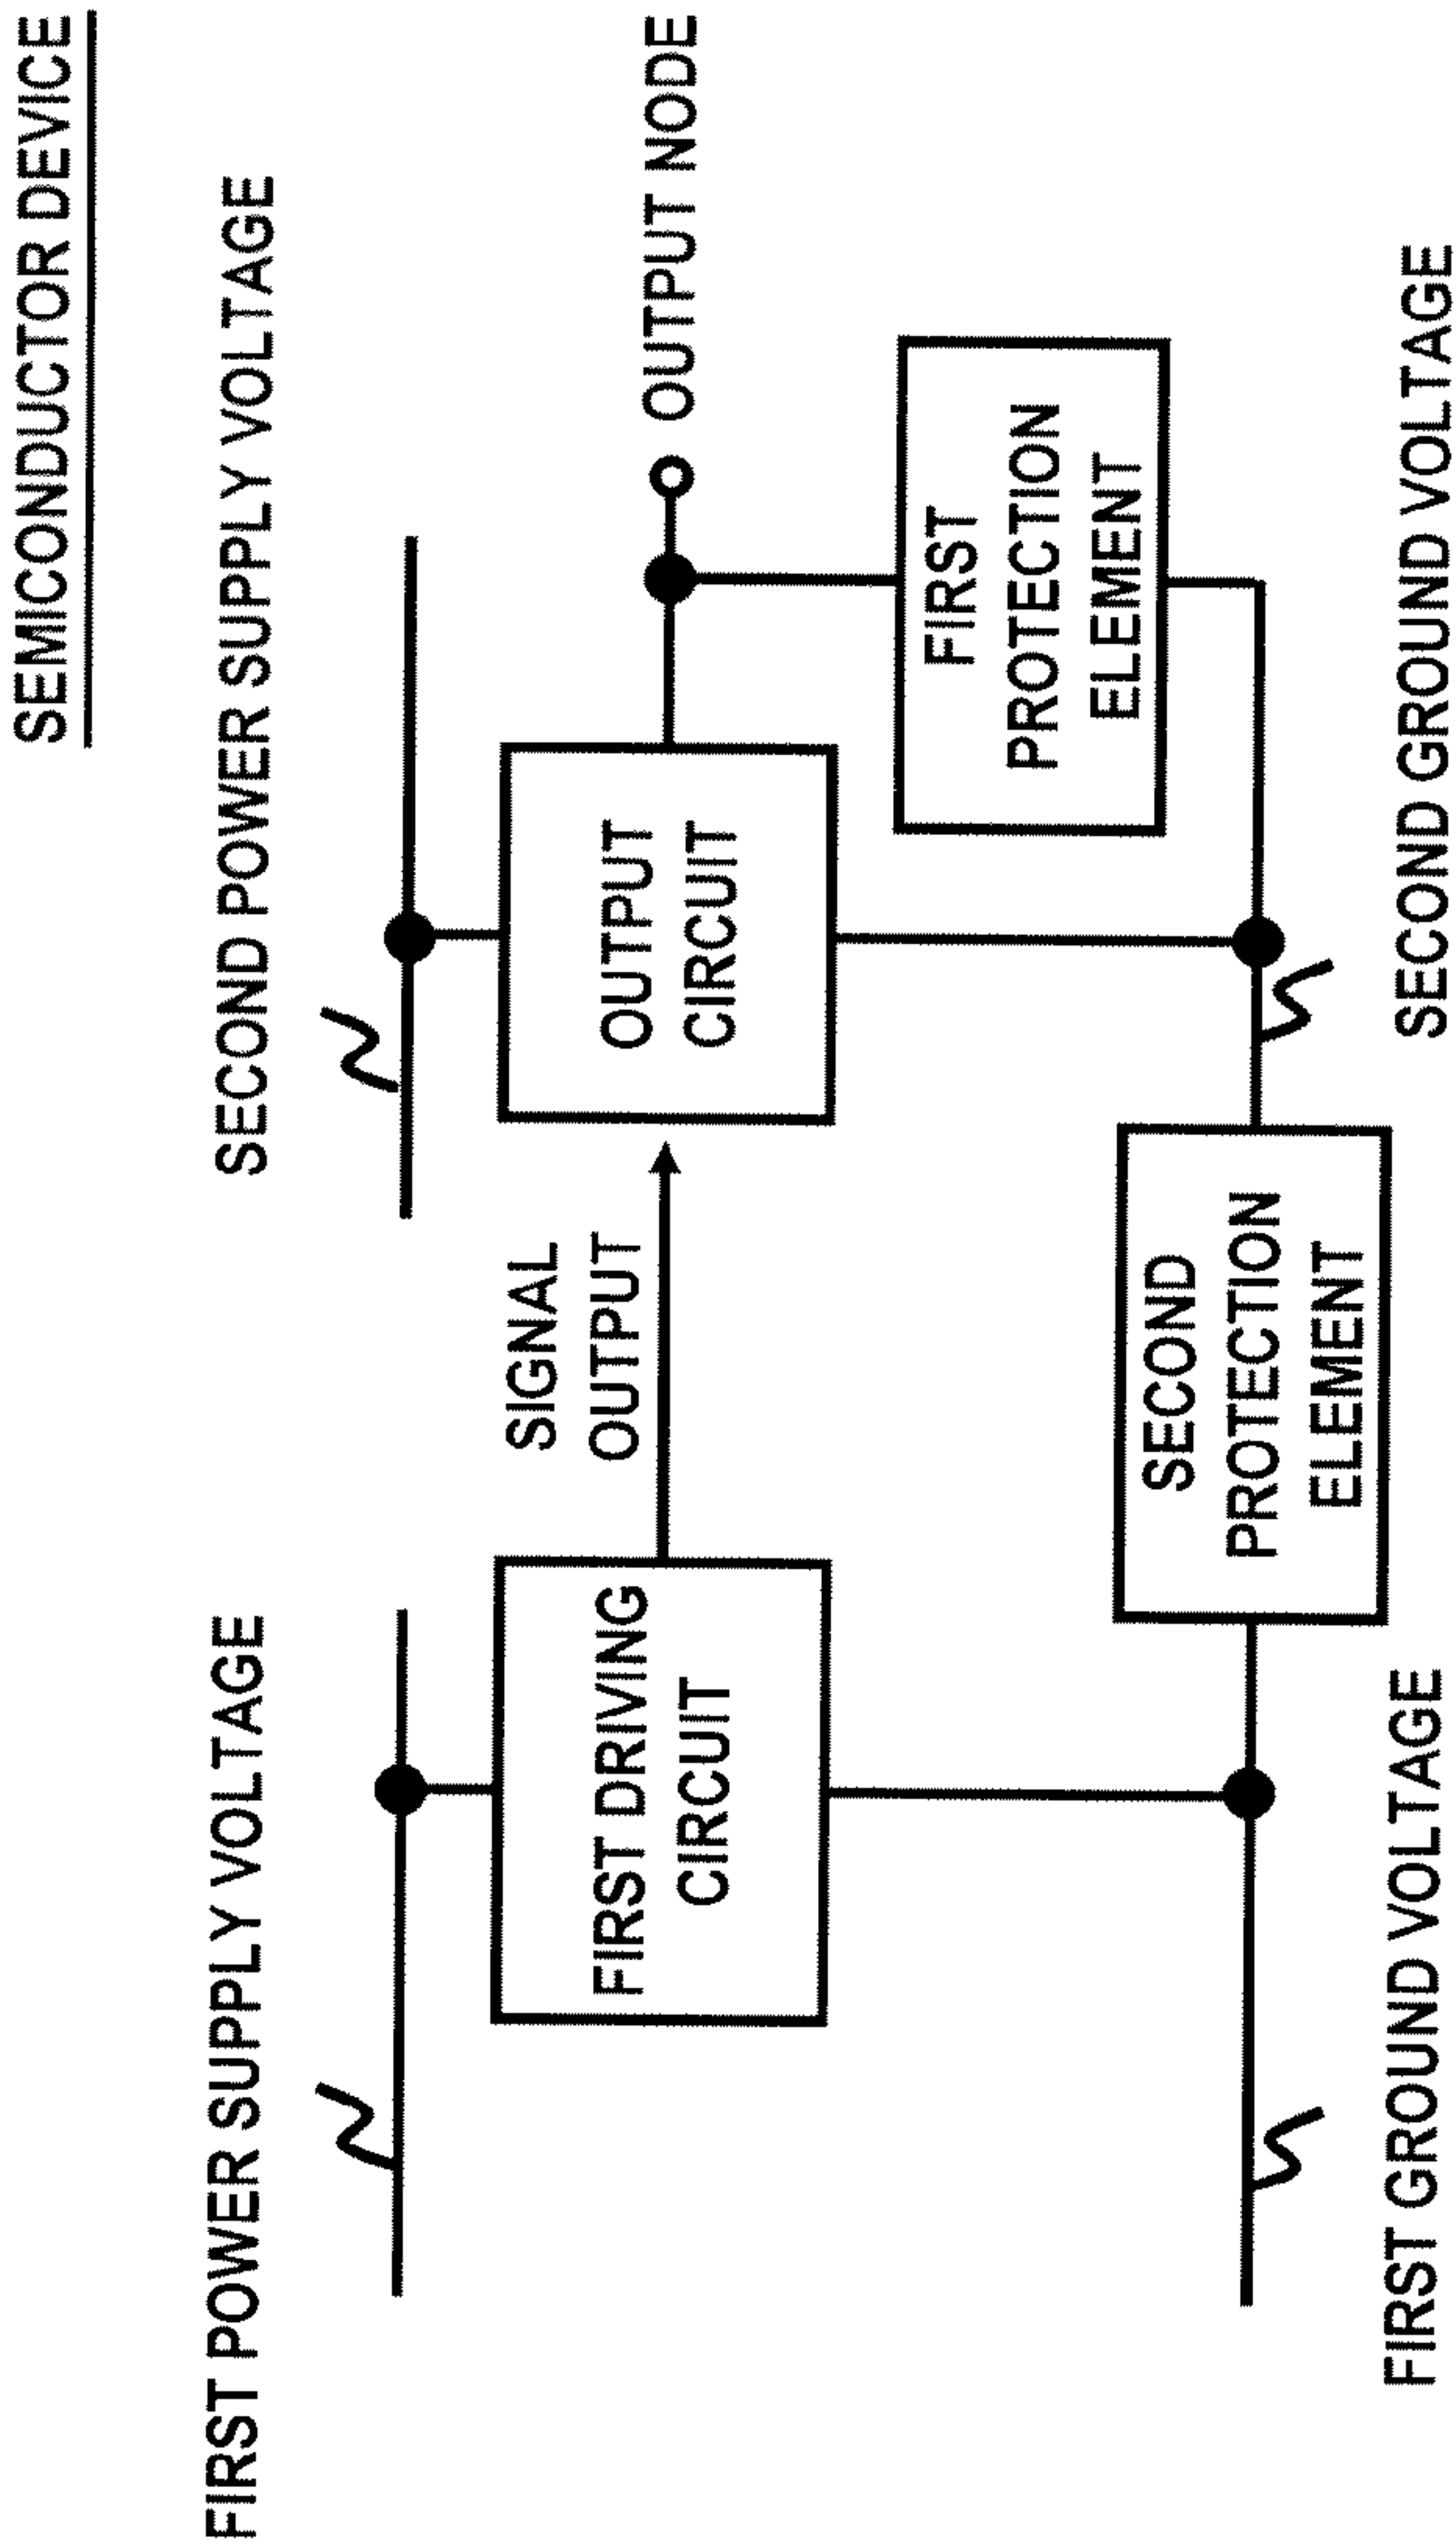 SEMICONDUCTOR DEVICE
FIRST POWER SUPPLY VOLTAGE
SECOND POWER SUPPLY VOLTAGE
FIRST DRIVING
CIRCUIT
SIGNAL
OUTPUT
OUTPUT
CIRCUIT
OUTPUT NODE
FIRST
PROTECTION
ELEMENT
SECOND
PROTECTION
ELEMENT
FIRST GROUND VOLTAGE
SECOND GROUND VOLTAGE